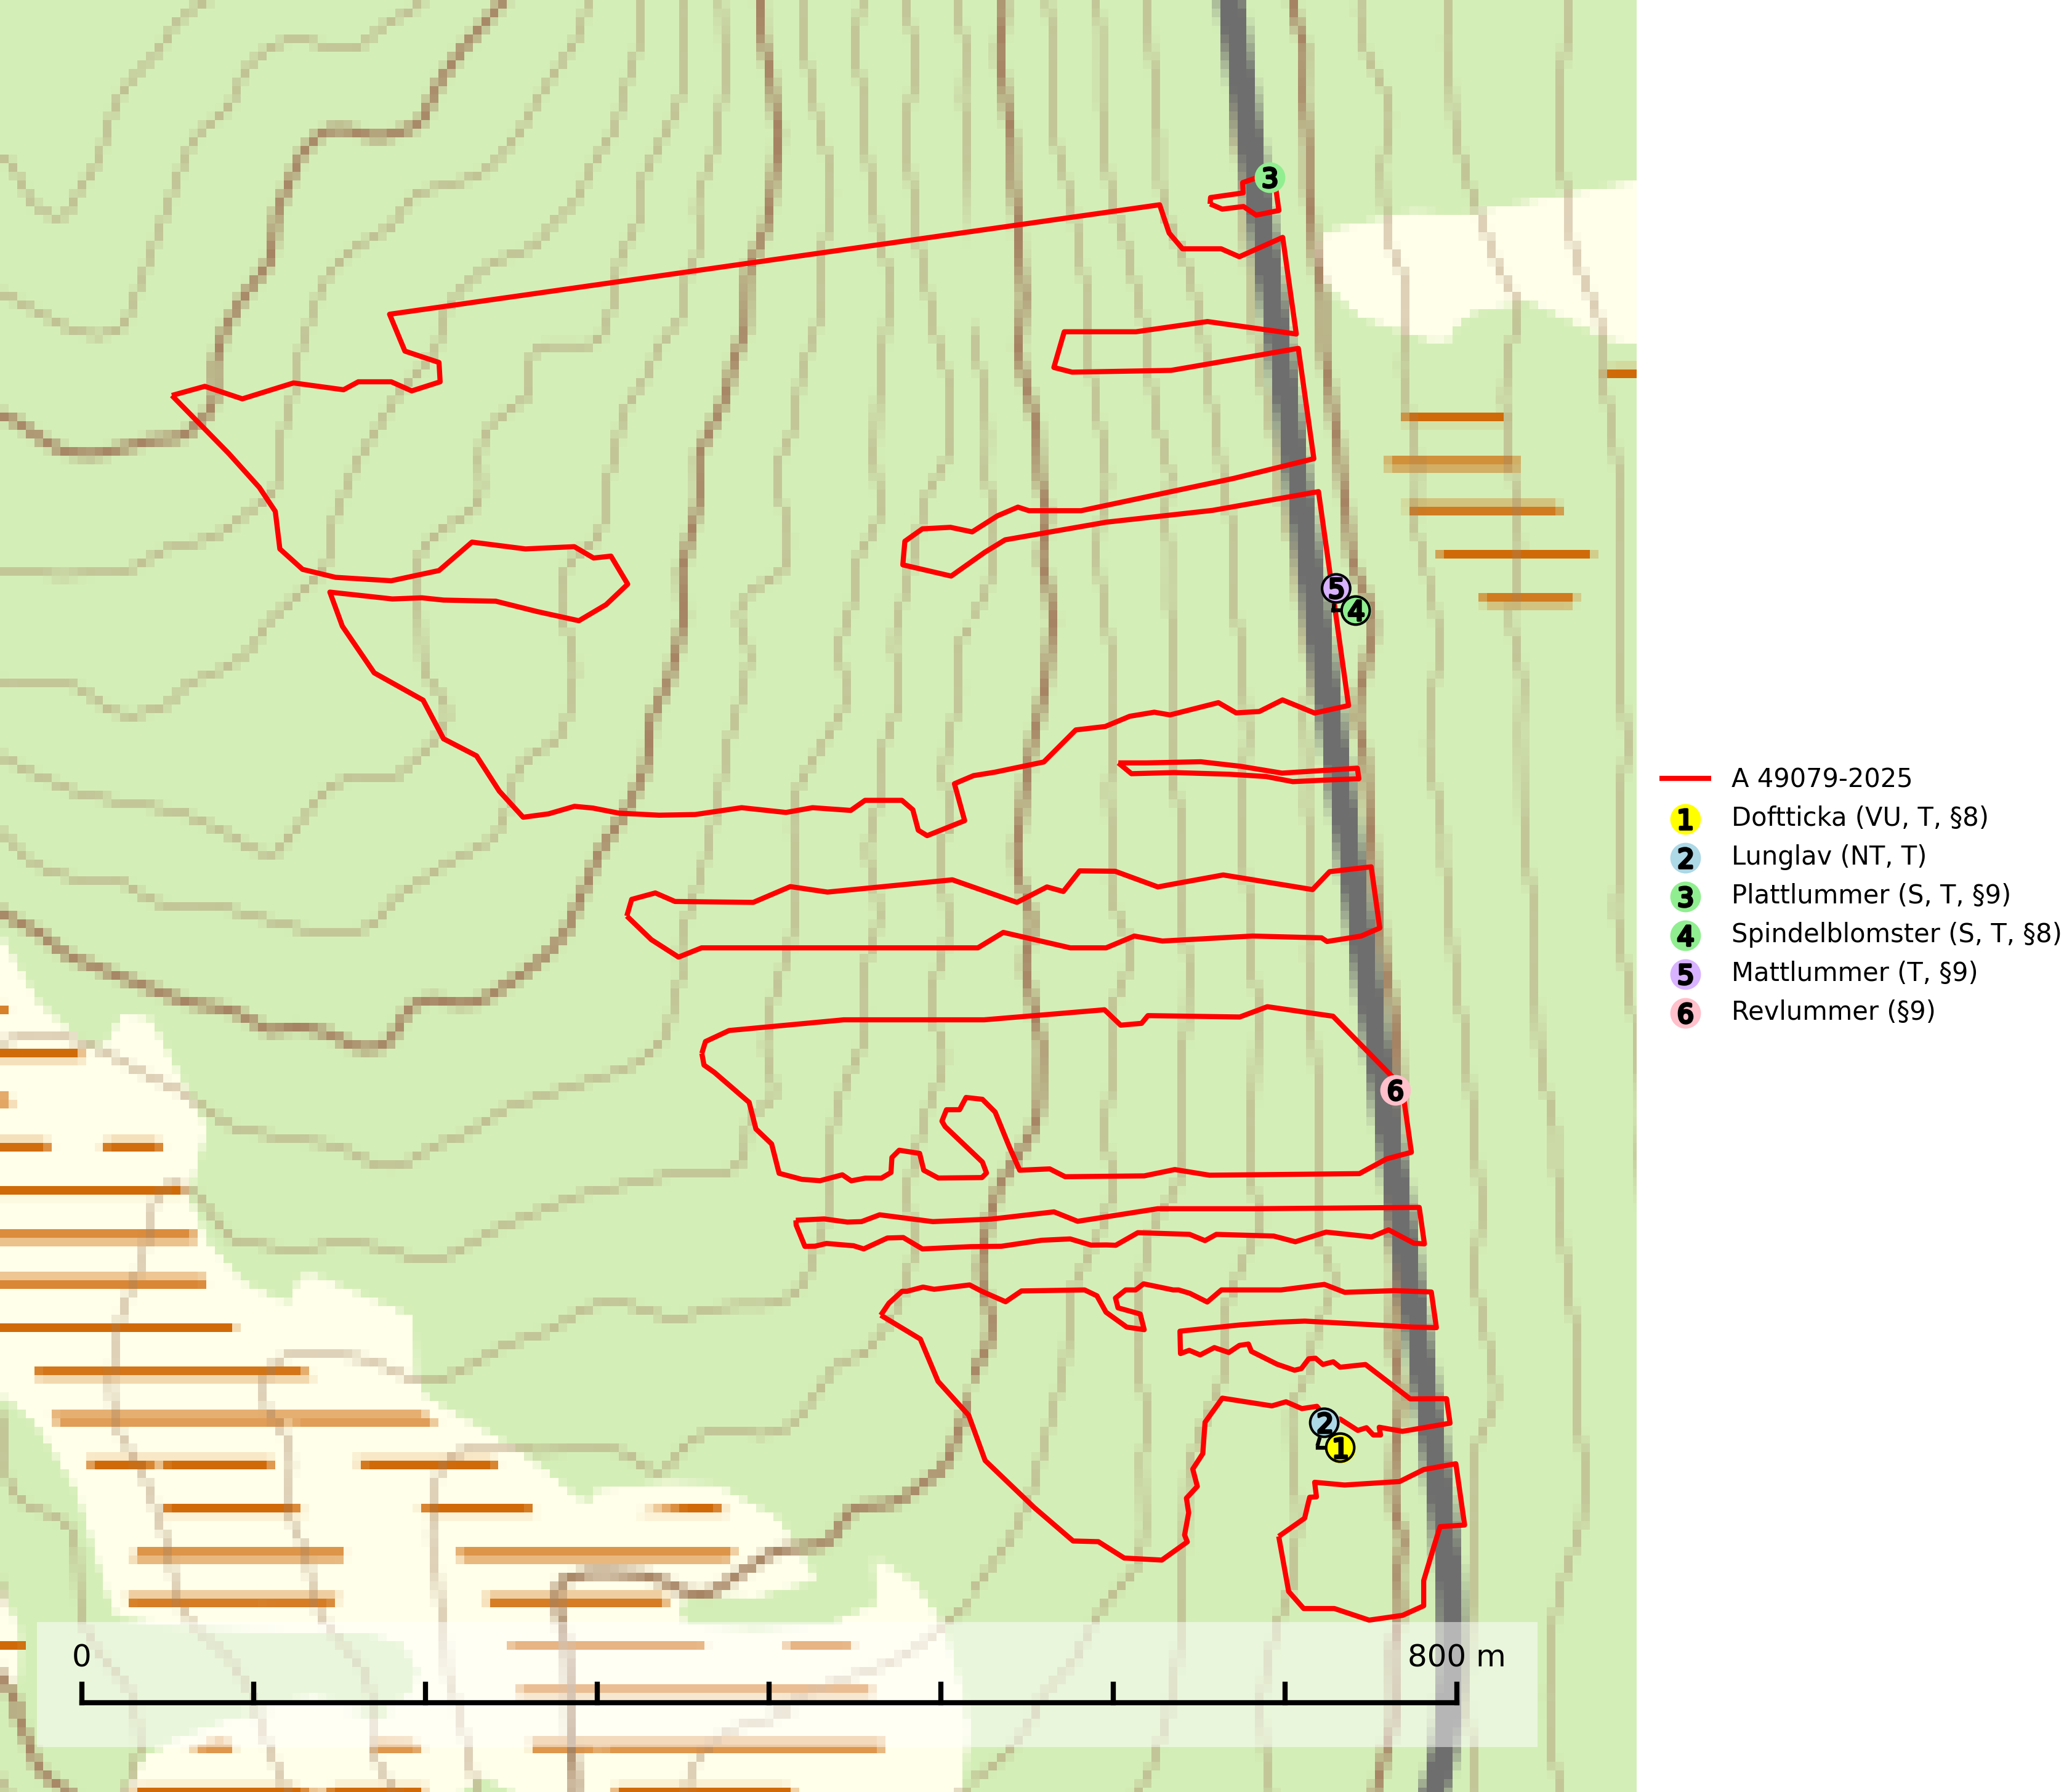 3
5
4
6
2
1
0
800 m
A 49079-2025
1 Doftticka (VU, T, §8)
2 Lunglav (NT, T)
3 Plattlummer (S, T, §9)
4 Spindelblomster (S, T, §8)
5 Mattlummer (T, §9)
6 Revlummer (§9)